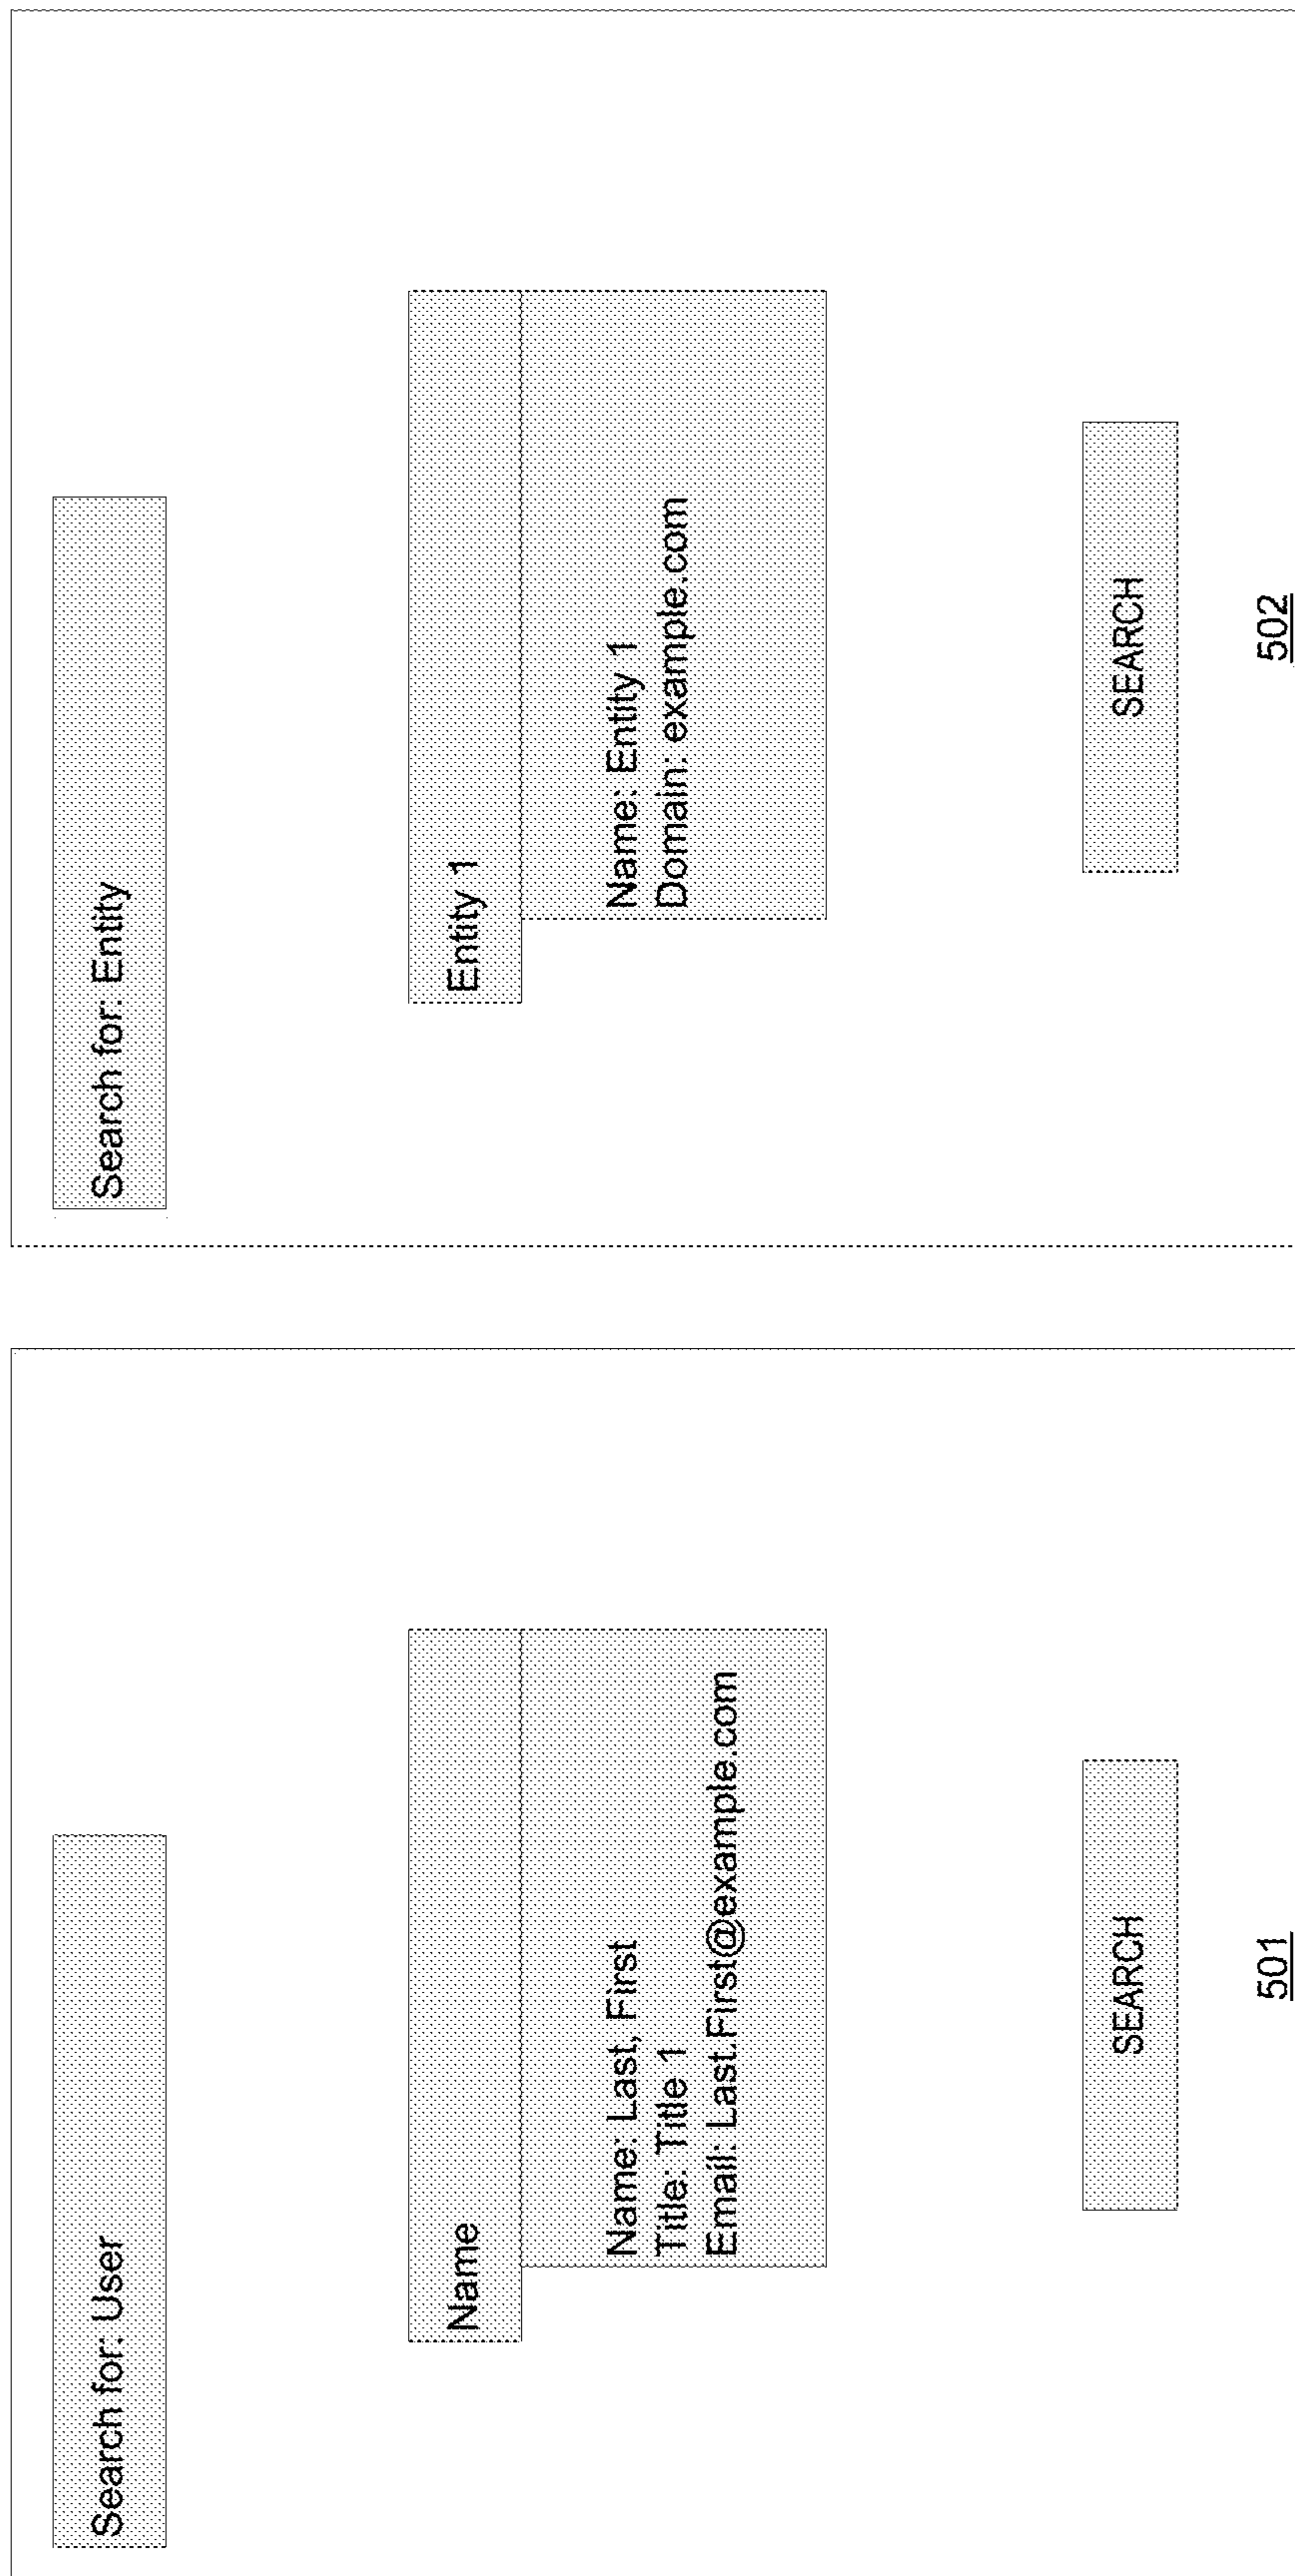 Search for: User
Name
Name: Last, First
Title: Title 1
Email: Last.First@example.com
SEARCH
501
Search for: Entity
Entity 1
Name: Entity 1
Domain: example.com
SEARCH
502